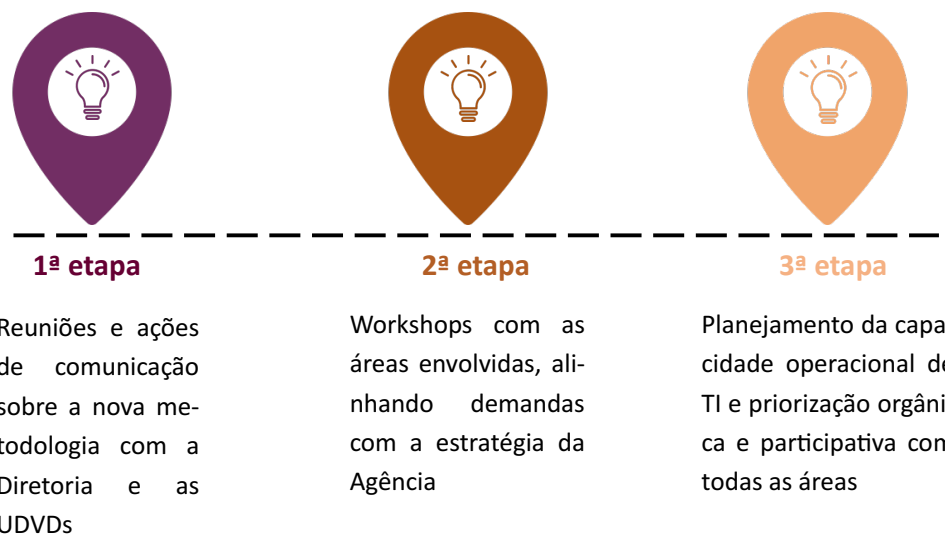 1ª etapa
Reuniões e ações
de comunicação
sobre a nova me-
todologia com a
Diretoria e as
UDVDs
2ª etapa
Workshops com as
áreas envolvidas, ali-
nhando demandas
com a estratégia da
Agência
3ª etapa
Planejamento da capa
cidade operacional de
TI e priorização orgâni
ca e participativa com
todas as áreas